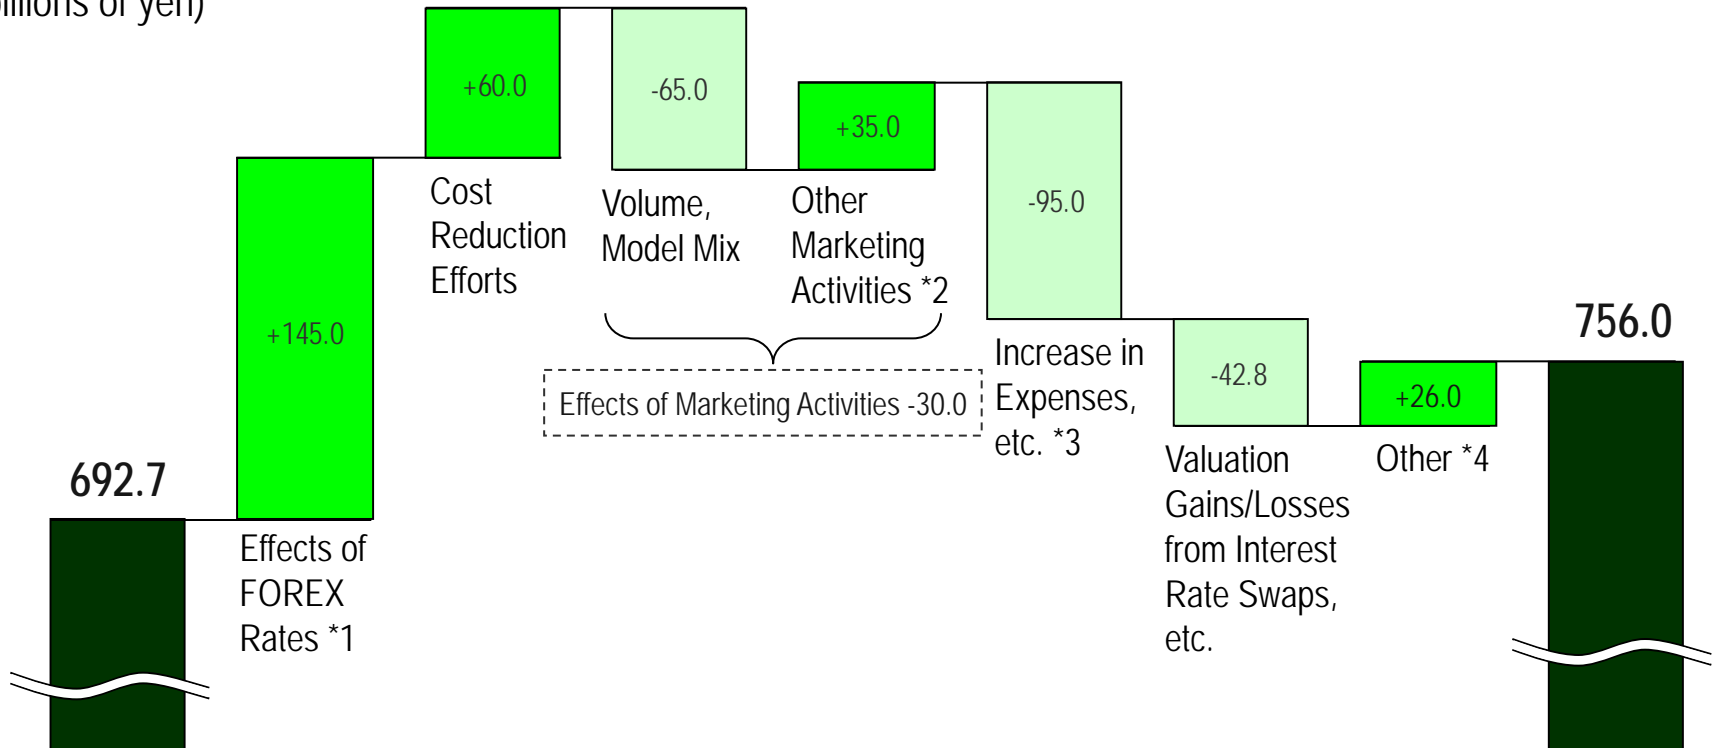 of yen)
+60.0
-65.0
+35.0
-95.0
+145.0
-42.8
+26.0
692.7
756.0
Effects of
FOREX
Rates *1
Cost
Reduction
Efforts
Volume,
Model Mix
Other
Marketing
Activities *2
Effects of Marketing Activities -30.0
Increase in
Expenses,
etc. *3
Valuation
Gains/Losses
from Interest
Rate Swaps,
etc.
Other *4